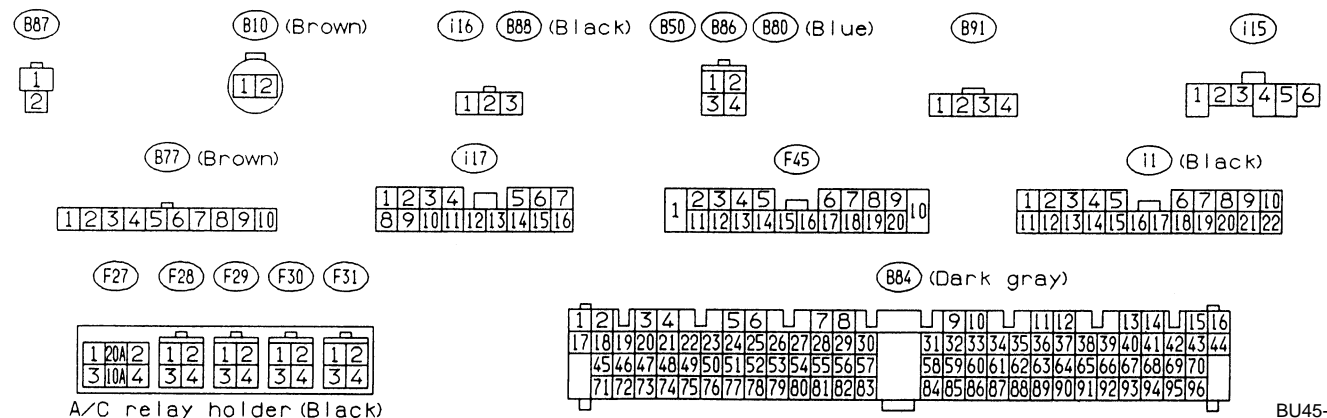 B87 B10 (Brown) i16 B88 (Black) B50 B86 B80 (Blue) B91 i15
1
2
1 2
1 2 3
1 2
3 4
1 2 3 4
1 2 3 4 5 6
B77 (Brown) i17 F45 i1 (Black)
1 2 3 4 5 6 7 8 9 10
1 2 3 4 5 6 7
8 9 10 11 12 13 14 15 16
1 2 3 4 5 6 7 8 9 10
11 12 13 14 15 16 17 18 19 20
1 2 3 4 5 6 7 8 9 10
11 12 13 14 15 16 17 18 19 20 21 22
F27 F28 F29 F30 F31 B84 (Dark gray)
1 20A 2 1 2 1 2 1 2 1 2
3 10A 4 3 4 3 4 3 4 3 4
A/C relay holder (Black)
1 2 3 4 5 6 7 8 9 10 11 12 13 14 15 16
17 18 19 20 21 22 23 24 25 26 27 28 29 30 31 32 33 34 35 36 37 38 39 40 41 42 43 44
45 46 47 48 49 50 51 52 53 54 55 56 57 58 59 60 61 62 63 64 65 66 67 68 69 70
71 72 73 74 75 76 77 78 79 80 81 82 83 84 85 86 87 88 89 90 91 92 93 94 95 96
BU45-